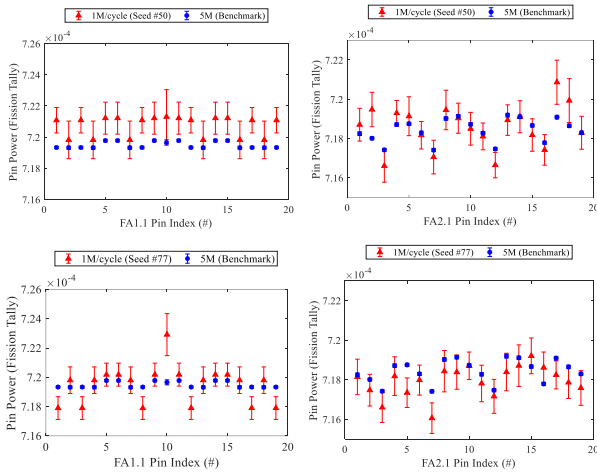 1M/cycle (Seed #50) 5M (Benchmark)
×10⁻⁴
7.26
7.24
7.22
7.2
7.18
7.16
0 5 10 15 20
Pin Power (Fission Tally)
FA1.1 Pin Index (#)
1M/cycle (Seed #50) 5M (Benchmark)
×10⁻⁴
7.22
7.2
7.18
7.16
0 5 10 15 20
Pin Power (Fission Tally)
FA2.1 Pin Index (#)
1M/cycle (Seed #77) 5M (Benchmark)
×10⁻⁴
7.26
7.24
7.22
7.2
7.18
7.16
0 5 10 15 20
Pin Power (Fission Tally)
FA1.1 Pin Index (#)
1M/cycle (Seed #77) 5M (Benchmark)
×10⁻⁴
7.22
7.2
7.18
7.16
0 5 10 15 20
Pin Power (Fission Tally)
FA2.1 Pin Index (#)